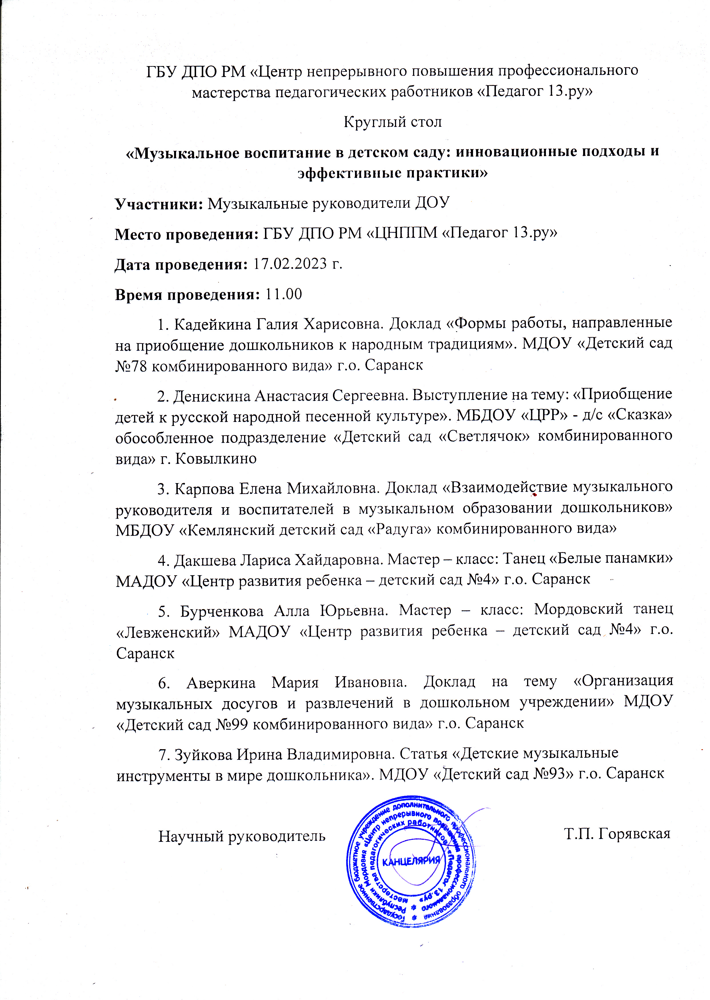 ГБУ ДПО РМ «Центр непрерывного повышения профессионального
мастерства педагогических работников «Педагог 13.ру»
Круглый стол
«Музыкальное воспитание в детском саду: инновационные подходы и
эффективные практики»
Участники: Музыкальные руководители ДОУ
Место проведения: ГБУ ДПО РМ «ЦНППМ «Педагог 13.ру»
Дата проведения: 17.02.2023 г.
Время проведения: 11.00
1. Кадейкина Галия Харисовна. Доклад «Формы работы, направленные
на приобщение дошкольников к народным традициям». МДОУ «Детский сад
№78 комбинированного вида» г.о. Саранск
2. Денискина Анастасия Сергеевна. Выступление на тему: «Приобщение
детей к русской народной песенной культуре». МБДОУ «ЦРР» - д/с «Сказка»
обособленное подразделение «Детский сад «Светлячок» комбинированного
вида» г. Ковылкино
3. Карпова Елена Михайловна. Доклад «Взаимодействие музыкального
руководителя и воспитателей в музыкальном образовании дошкольников»
МБДОУ «Кемлянский детский сад «Радуга» комбинированного вида»
4. Дакшева Лариса Хайдаровна. Мастер – класс: Танец «Белые панамки»
МАДОУ «Центр развития ребенка – детский сад №4» г.о. Саранск
5. Бурченкова Алла Юрьевна. Мастер – класс: Мордовский танец
«Левженский» МАДОУ «Центр развития ребенка – детский сад №4» г.о.
Саранск
6. Аверкина Мария Ивановна. Доклад на тему «Организация
музыкальных досугов и развлечений в дошкольном учреждении» МДОУ
«Детский сад №99 комбинированного вида» г.о. Саранск
7. Зуйкова Ирина Владимировна. Статья «Детские музыкальные
инструменты в мире дошкольника». МДОУ «Детский сад №93» г.о. Саранск
Научный руководитель Т.П. Горявская
Государственное бюджетное учреждение дополнительного профессионального образования
Республики Мордовия «Центр непрерывного повышения профессионального
мастерства педагогических работников «Педагог 13.ру»
КАНЦЕЛЯРИЯ